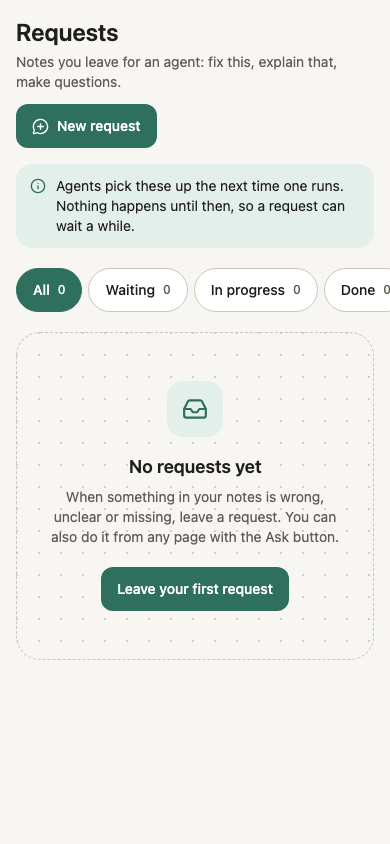 Requests
Notes you leave for an agent: fix this, explain that,
make questions.
New request
Agents pick these up the next time one runs.
Nothing happens until then, so a request can
wait a while.
All 0
Waiting 0
In progress 0
Done 0
No requests yet
When something in your notes is wrong,
unclear or missing, leave a request. You can
also do it from any page with the Ask button.
Leave your first request